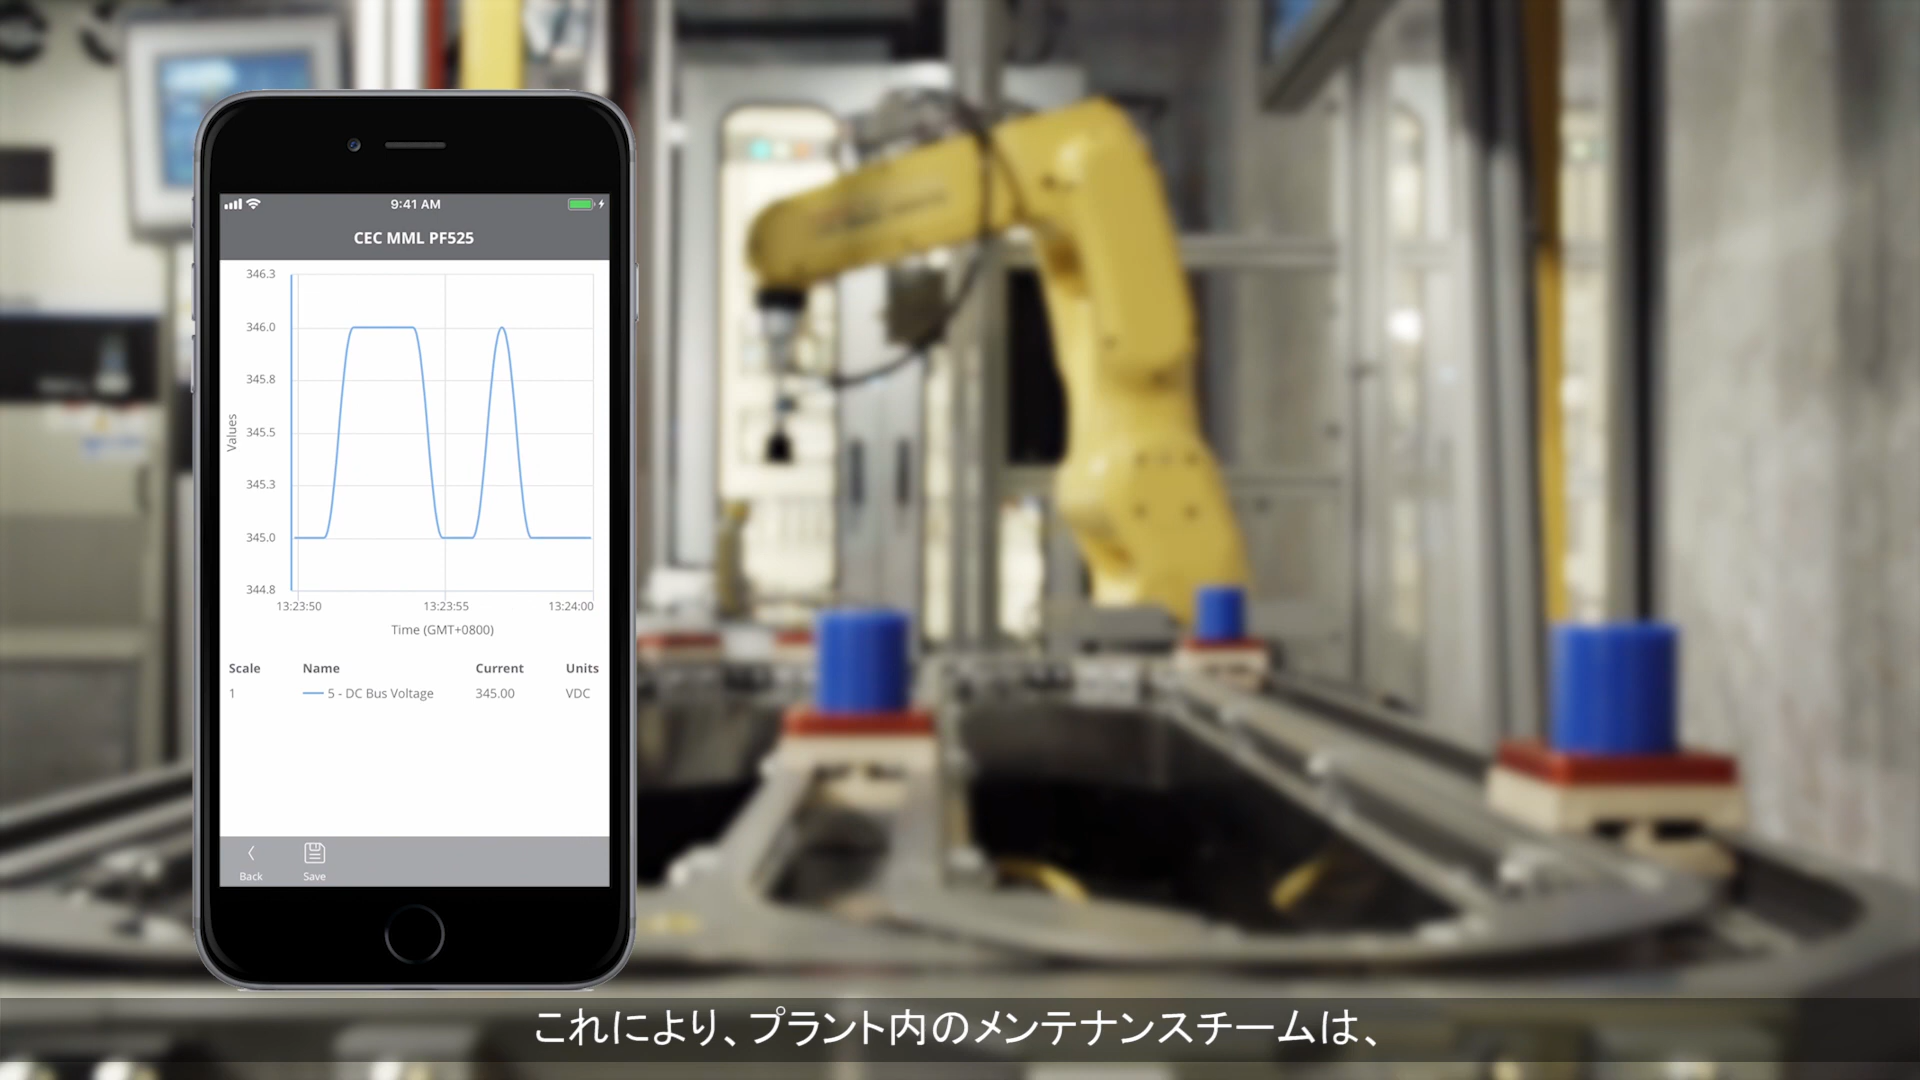 9:41 AM
CEC MML PF525
346.3
346.0
345.8
345.5
345.3
345.0
344.8
Values
13:23:50 13:23:55 13:24:00
Time (GMT+0800)
Scale Name Current Units
1 5 - DC Bus Voltage 345.00 VDC
Back Save
これにより、プラント内のメンテナンスチームは、